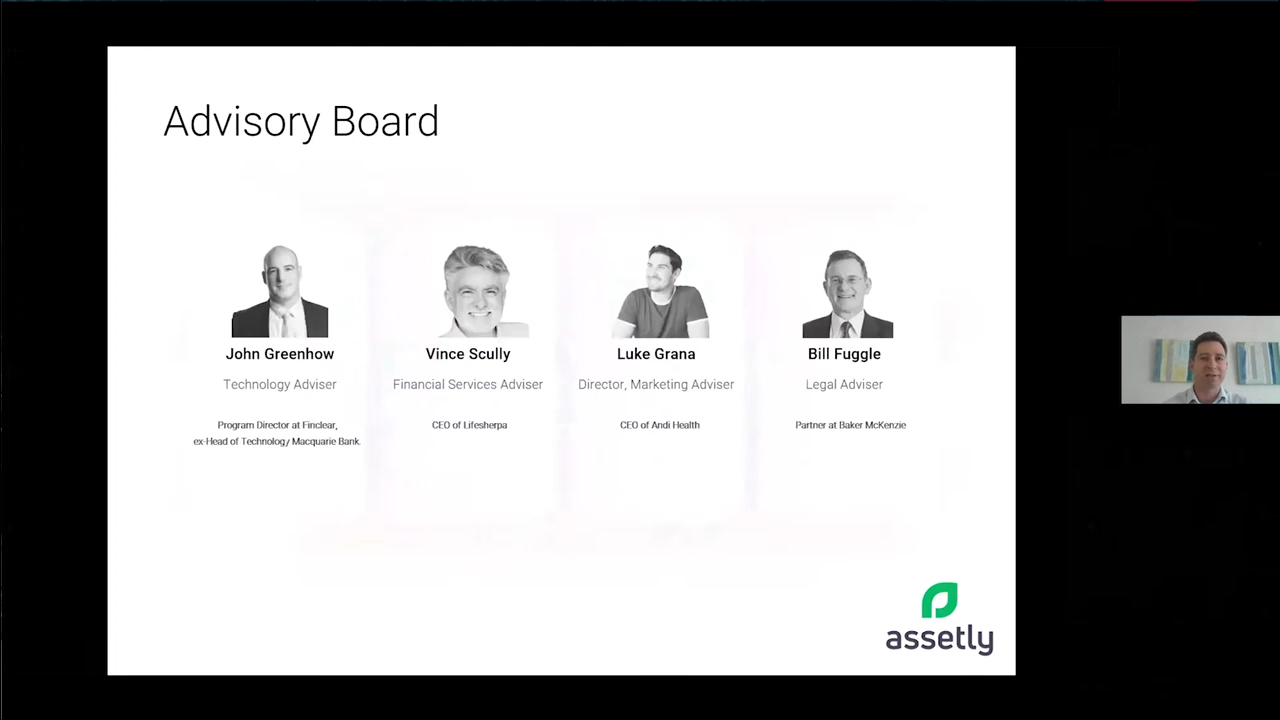 Advisory Board
John Greenhow
Technology Adviser
Program Director at Finclear,
ex-Head of Technology Macquarie Bank.
Vince Scully
Financial Services Adviser
CEO of Lifesherpa
Luke Grana
Director, Marketing Adviser
CEO of Andi Health
Bill Fuggle
Legal Adviser
Partner at Baker McKenzie
assetly